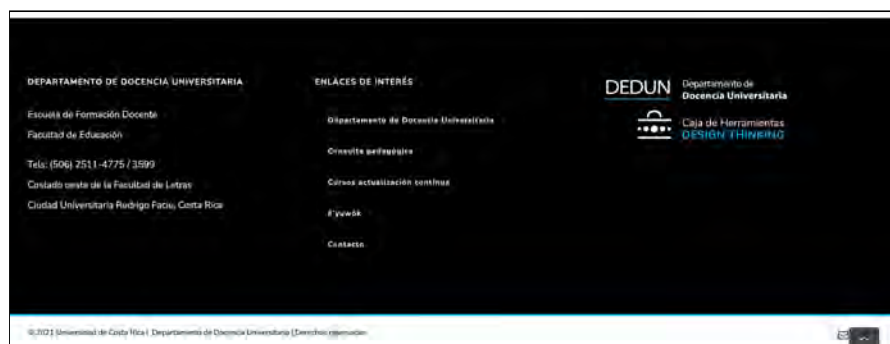 DEPARTAMENTO DE DOCENCIA UNIVERSITARIA
Escuela de Formación Docente
Facultad de Educación
Tels: (506) 2511-4775 / 3599
Costado oeste de la Facultad de Letras
Ciudad Universitaria Rodrigo Facio, Costa Rica
ENLACES DE INTERÉS
Departamento de Docencia Universitaria
Consulta pedagógica
Cursos actualización continua
Contacto
DEDUN
Departamento de
Docencia Universitaria
Caja de Herramientas
DESIGN THINKING
© 2021 Universidad de Costa Rica | Departamento de Docencia Universitaria | Derechos reservados